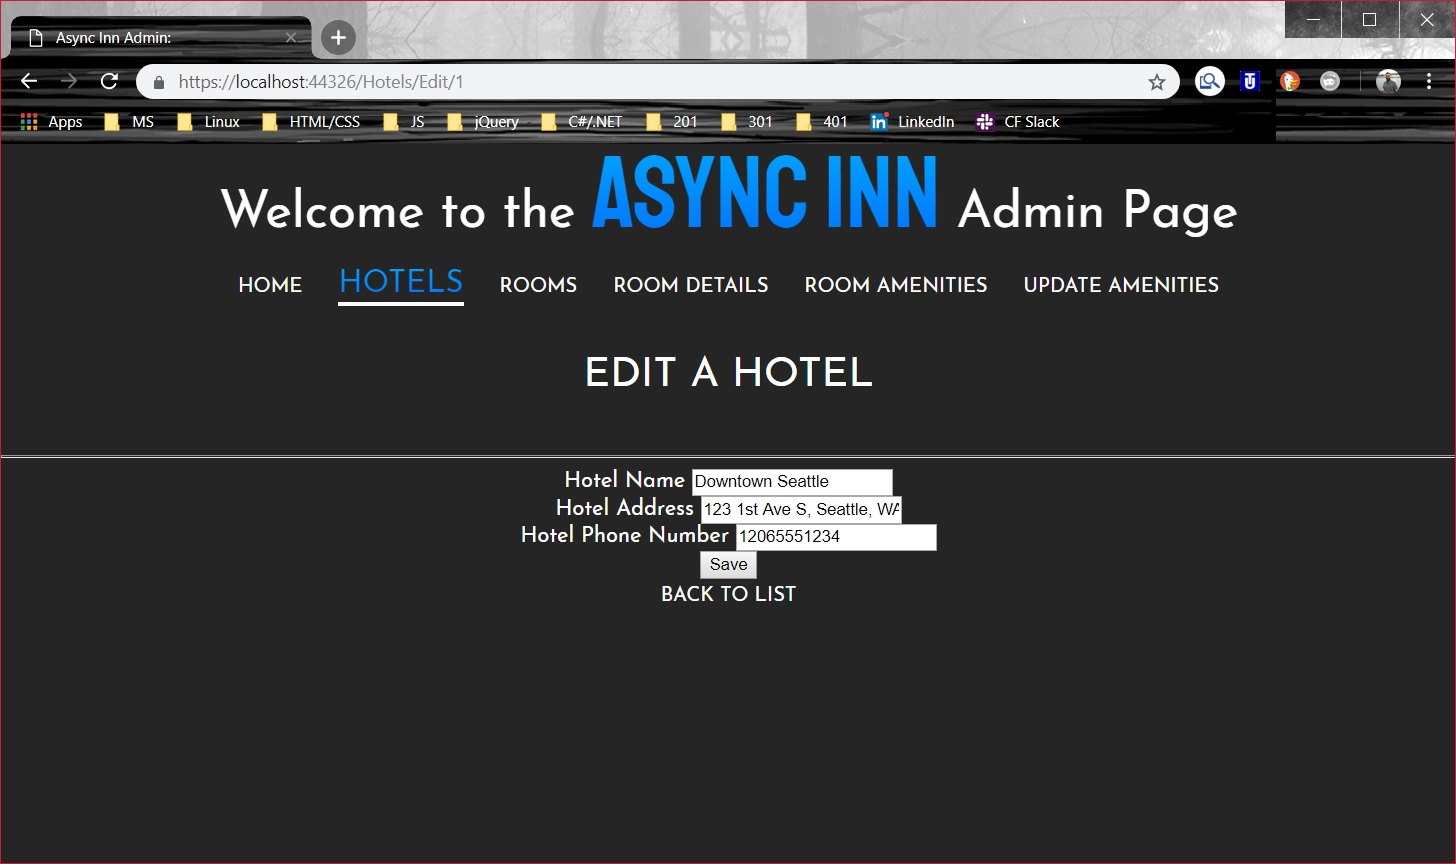 Async Inn Admin:
https://localhost:44326/Hotels/Edit/1
Apps MS Linux HTML/CSS JS jQuery C#/.NET 201 301 401 LinkedIn CF Slack
Welcome to the ASYNC INN Admin Page
HOME HOTELS ROOMS ROOM DETAILS ROOM AMENITIES UPDATE AMENITIES
EDIT A HOTEL
Hotel Name Downtown Seattle
Hotel Address 123 1st Ave S, Seattle, WA
Hotel Phone Number 12065551234
Save
BACK TO LIST